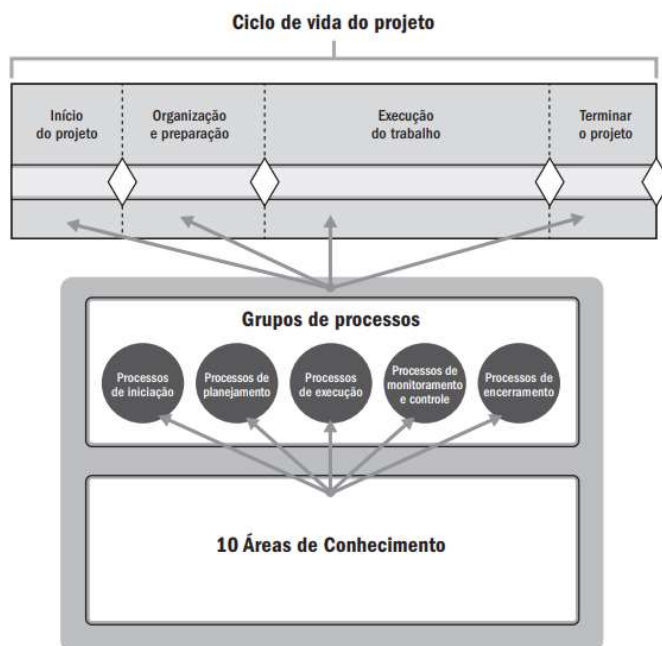 Ciclo de vida do projeto
Início
do projeto
Organização
e preparação
Execução
do trabalho
Terminar
o projeto
Grupos de processos
Processos
de iniciação
Processos de
planejamento
Processos
de execução
Processos de
monitoramento
e controle
Processos de
encerramento
10 Áreas de Conhecimento